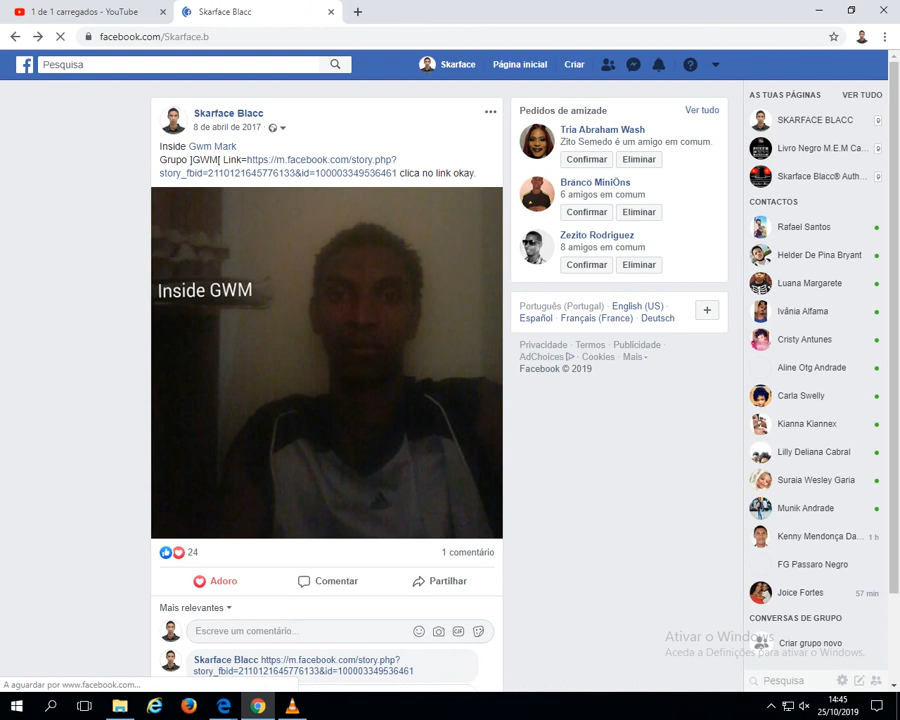 1 de 1 carregados - YouTube
Skarface Blacc
facebook.com/Skarface.b
Pesquisa
Skarface
Página inicial
Criar
Skarface Blacc
8 de abril de 2017
Inside Gwm Mark
Grupo ]GWM[ Link=https://m.facebook.com/story.php?
story_fbid=2110121645776133&id=100003349536461 clica no link okay.
Inside GWM
24
1 comentário
Adoro
Comentar
Partilhar
Mais relevantes
Escreve um comentário...
GIF
Skarface Blacc https://m.facebook.com/story.php?
story_fbid=2110121645776133&id=100003349536461
Pedidos de amizade
Ver tudo
Tria Abraham Wash
Zito Semedo é um amigo em comum.
Confirmar
Eliminar
Bräncö MiniÖns
6 amigos em comum
Confirmar
Eliminar
Zezito Rodriguez
8 amigos em comum
Confirmar
Eliminar
Português (Portugal) · English (US) ·
Español · Français (France) · Deutsch
Privacidade · Termos · Publicidade ·
AdChoices · Cookies · Mais
Facebook © 2019
AS TUAS PÁGINAS
VER TUDO
SKARFACE BLACC
Livro Negro M.E.M Ca...
Skarface Blacc® Auth...
CONTACTOS
Rafael Santos
Helder De Pina Bryant
Luana Margarete
Ivânia Alfama
Cristy Antunes
Aline Otg Andrade
Carla Swelly
Kianna Kiannex
Lilly Deliana Cabral
Suraia Wesley Garia
Munik Andrade
Kenny Mendonça Da...
1 h
FG Passaro Negro
Joice Fortes
57 min
CONVERSAS DE GRUPO
Criar grupo novo
Ativar o Windows
Aceda a Definições para ativar o Windows.
Pesquisa
A aguardar por www.facebook.com...
14:45
25/10/2019